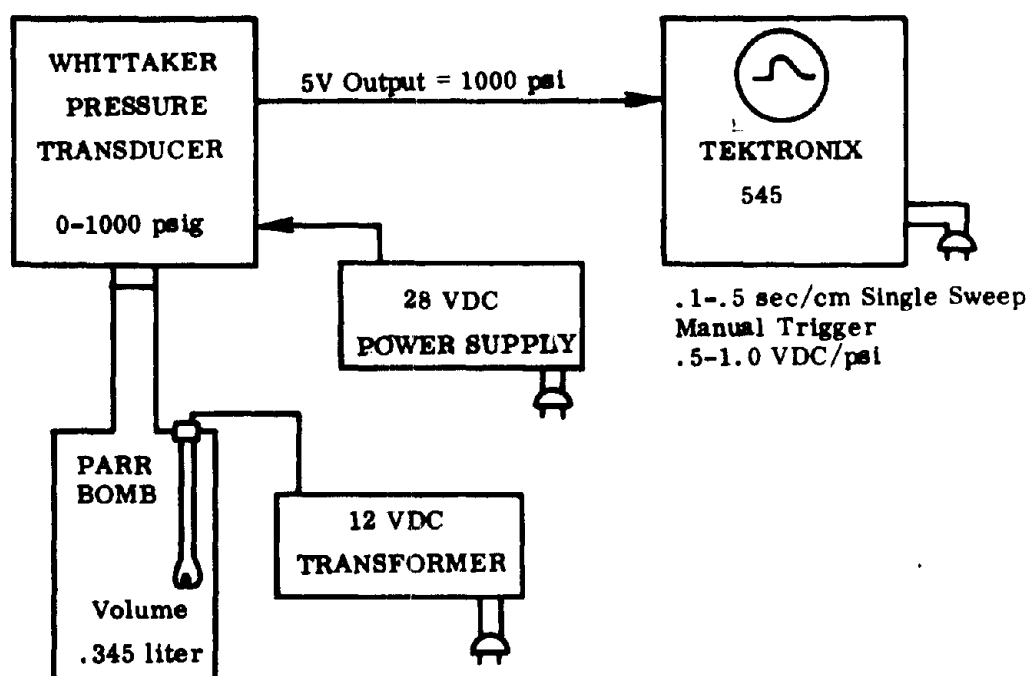 WHITTAKER
PRESSURE
TRANSDUCER
0-1000 psig
5V Output = 1000 psi
TEKTRONIX
545
.1-.5 sec/cm Single Sweep
Manual Trigger
.5-1.0 VDC/psi
28 VDC
POWER SUPPLY
PARR
BOMB
Volume
.345 liter
12 VDC
TRANSFORMER